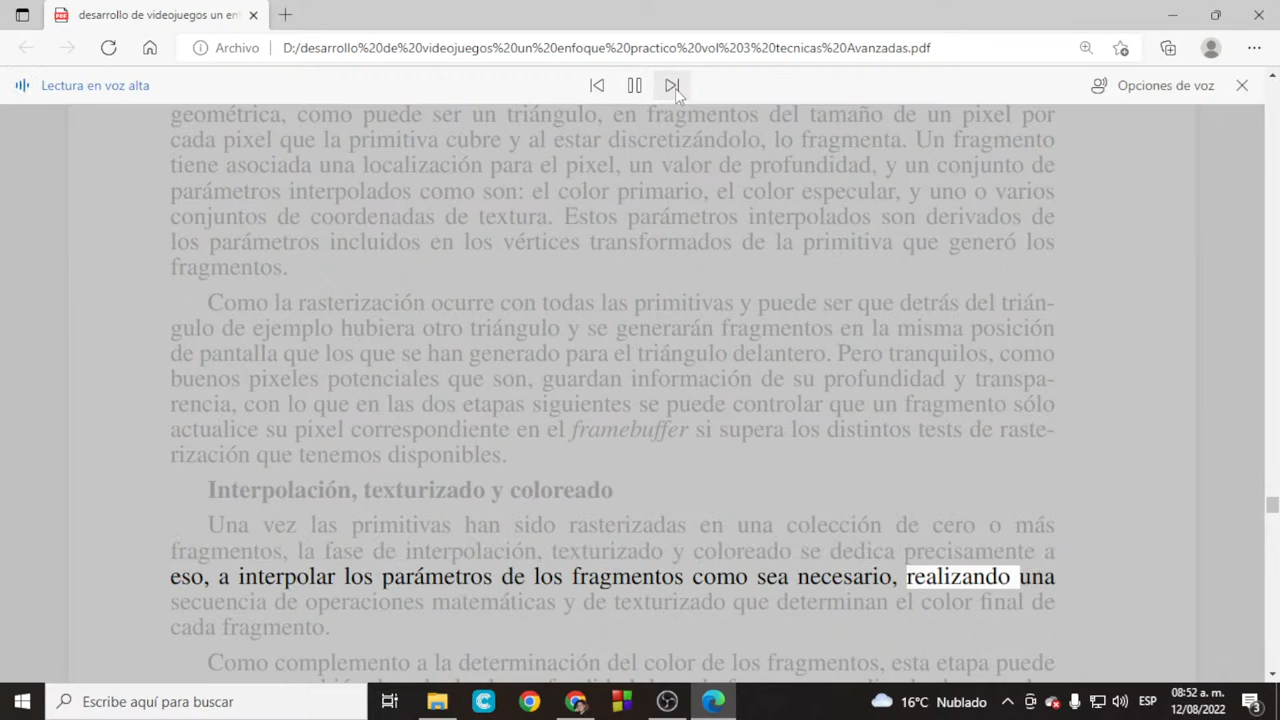 desarrollo de videojuegos un en
Archivo
D:/desarrollo%20de%20videojuegos%20un%20enfoque%20practico%20vol%203%20tecnicas%20Avanzadas.pdf
Lectura en voz alta
Opciones de voz
geométrica, como puede ser un triángulo, en fragmentos del tamaño de un pixel por
cada pixel que la primitiva cubre y al estar discretizándolo, lo fragmenta. Un fragmento
tiene asociada una localización para el pixel, un valor de profundidad, y un conjunto de
parámetros interpolados como son: el color primario, el color especular, y uno o varios
conjuntos de coordenadas de textura. Estos parámetros interpolados son derivados de
los parámetros incluidos en los vértices transformados de la primitiva que generó los
fragmentos.
Como la rasterización ocurre con todas las primitivas y puede ser que detrás del trián-
gulo de ejemplo hubiera otro triángulo y se generarán fragmentos en la misma posición
de pantalla que los que se han generado para el triángulo delantero. Pero tranquilos, como
buenos pixeles potenciales que son, guardan información de su profundidad y transpa-
rencia, con lo que en las dos etapas siguientes se puede controlar que un fragmento sólo
actualice su pixel correspondiente en el framebuffer si supera los distintos tests de raste-
rización que tenemos disponibles.
Interpolación, texturizado y coloreado
Una vez las primitivas han sido rasterizadas en una colección de cero o más
fragmentos, la fase de interpolación, texturizado y coloreado se dedica precisamente a
eso, a interpolar los parámetros de los fragmentos como sea necesario, realizando una
secuencia de operaciones matemáticas y de texturizado que determinan el color final de
cada fragmento.
Como complemento a la determinación del color de los fragmentos, esta etapa puede
Escribe aquí para buscar
16°C Nublado
ESP
08:52 a. m.
12/08/2022
3